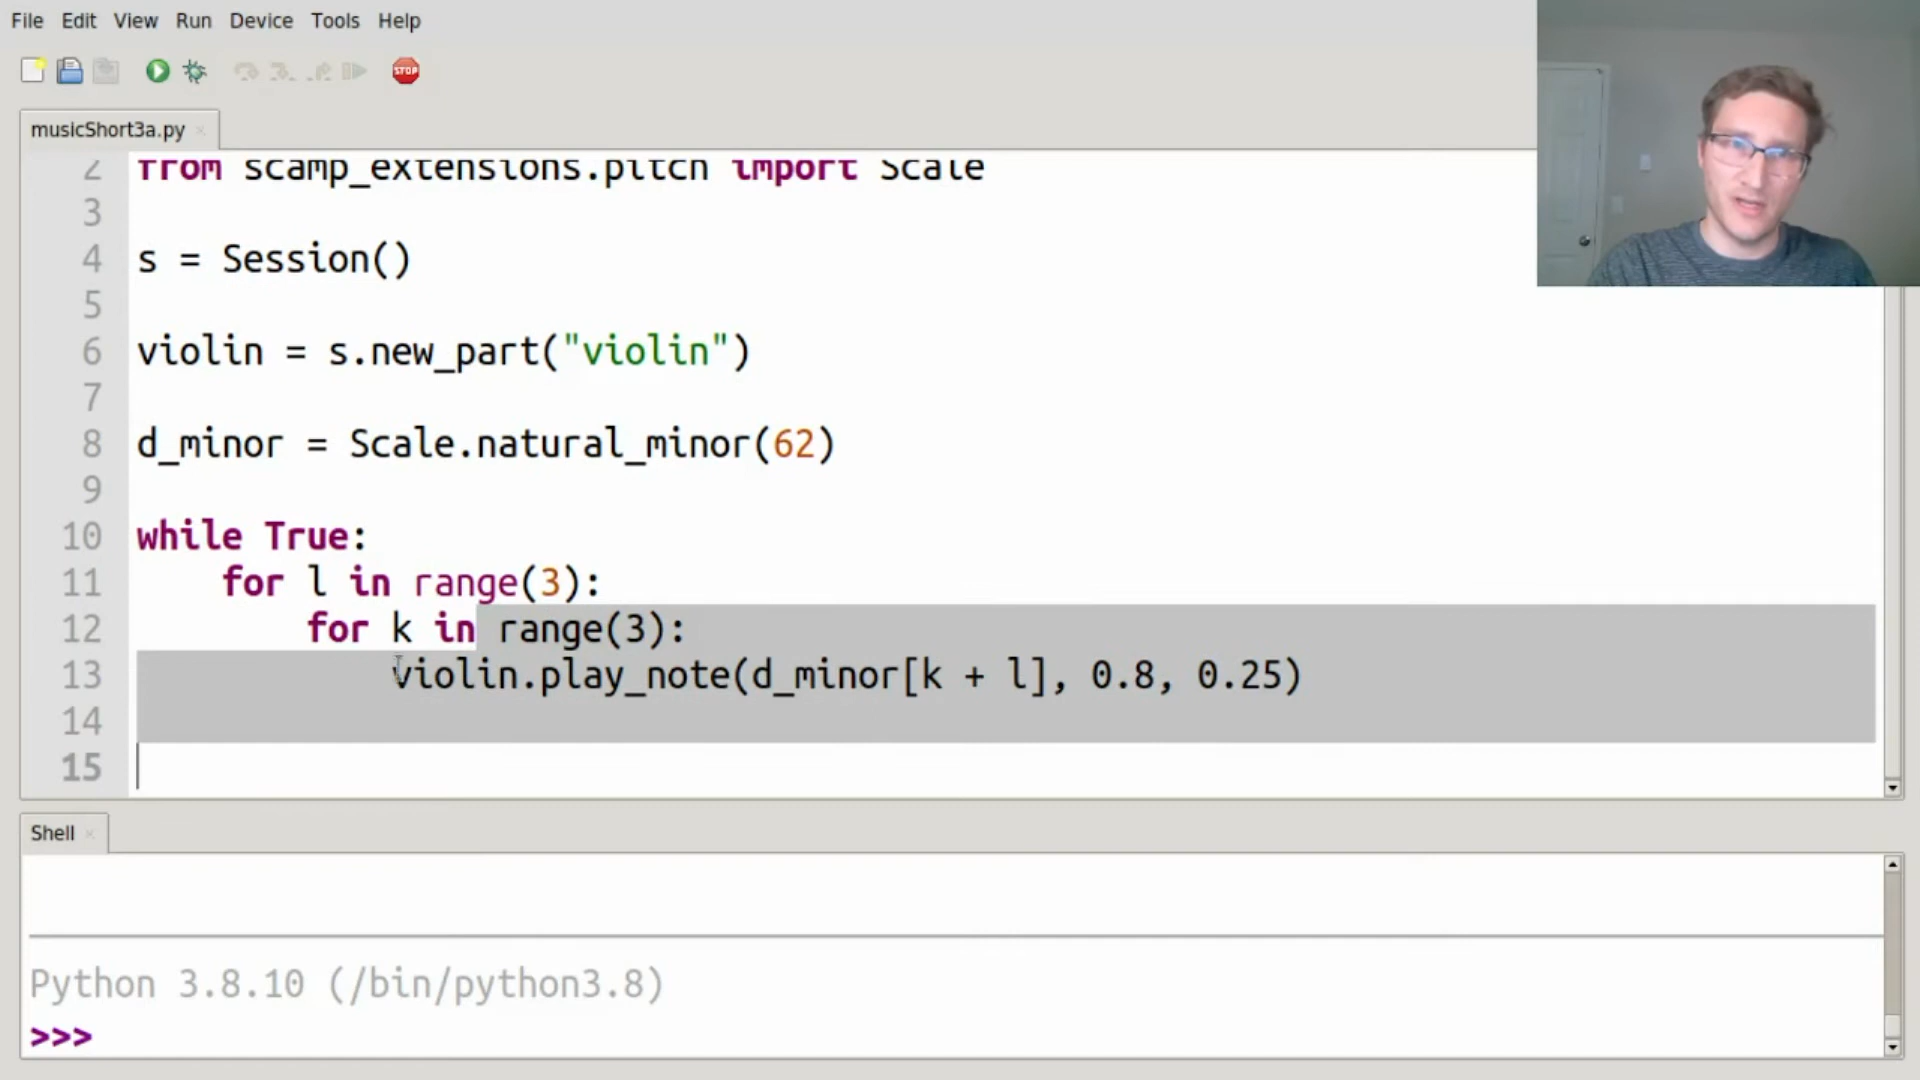 File Edit View Run Device Tools Help
STOP
musicShort3a.py
2 from scamp_extensions.pitch import Scale
3
4 s = Session()
5
6 violin = s.new_part("violin")
7
8 d_minor = Scale.natural_minor(62)
9
10 while True:
11 for l in range(3):
12 for k in range(3):
13 violin.play_note(d_minor[k + l], 0.8, 0.25)
14
15
Shell
Python 3.8.10 (/bin/python3.8)
>>>